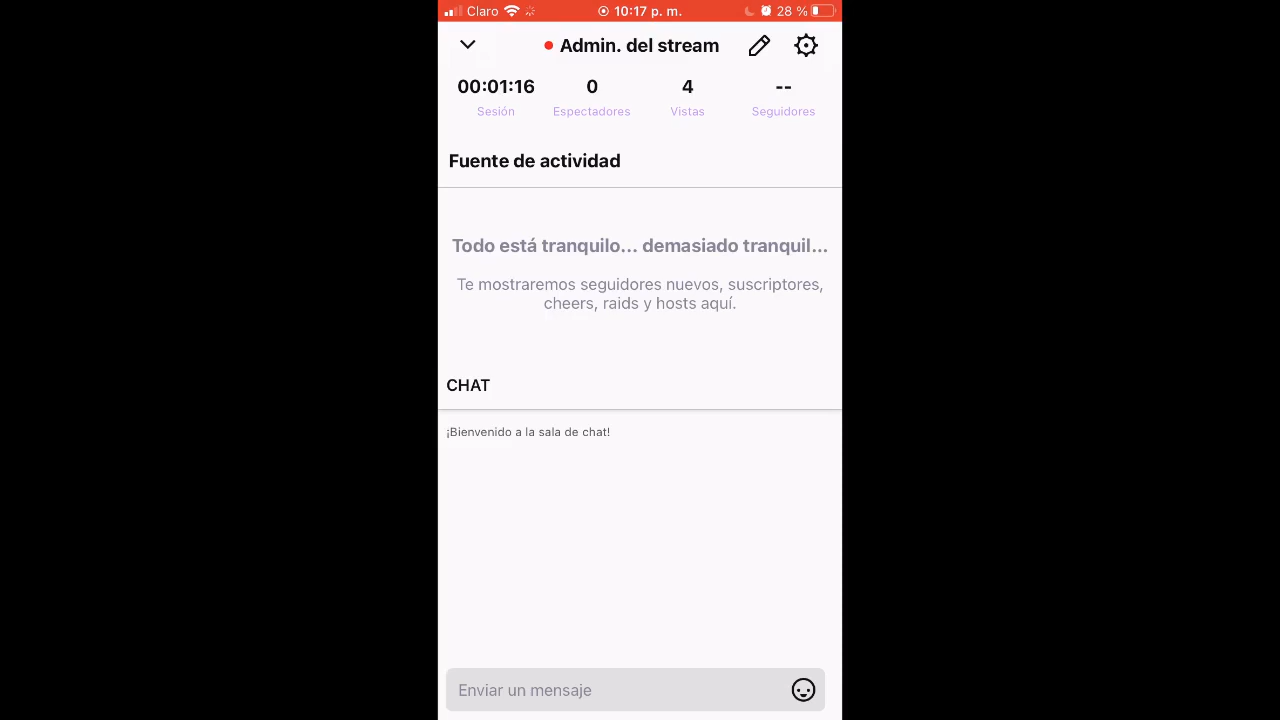 Claro 10:17 p. m. 28 %
Admin. del stream
00:01:16 0 4 --
Sesión Espectadores Vistas Seguidores
Fuente de actividad
Todo está tranquilo... demasiado tranquil...
Te mostraremos seguidores nuevos, suscriptores,
cheers, raids y hosts aquí.
CHAT
¡Bienvenido a la sala de chat!
Enviar un mensaje